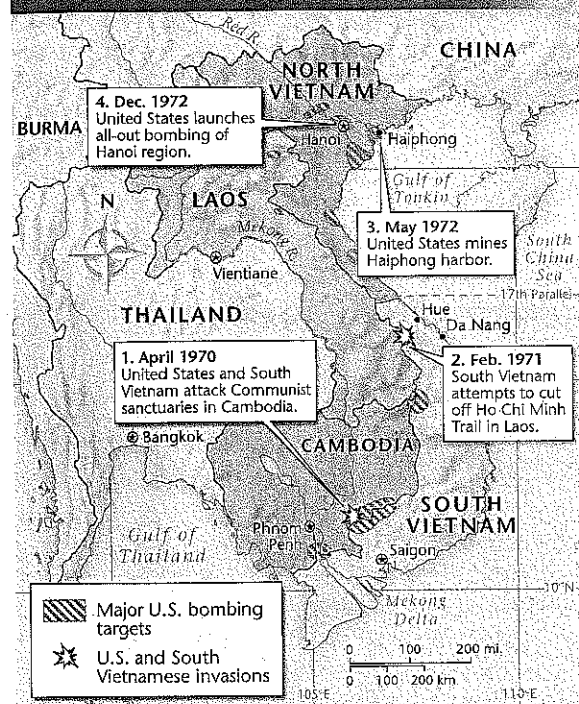 Red R.
CHINA
NORTH
VIETNAM
4. Dec. 1972
United States launches
all-out bombing of
Hanoi region.
BURMA
Hanoi
Haiphong
Gulf of
Tonkin
N
LAOS
Mekong R.
3. May 1972
United States mines
Haiphong harbor.
South
China
Sea
Vientiane
17th Parallel
THAILAND
Hue
Da Nang
1. April 1970
United States and South
Vietnam attack Communist
sanctuaries in Cambodia.
2. Feb. 1971
South Vietnam
attempts to cut
off Ho Chi Minh
Trail in Laos.
Bangkok
CAMBODIA
SOUTH
VIETNAM
Phnom
Penh
Gulf of
Thailand
Saigon
10°N
Mekong
Delta
Major U.S. bombing
targets
U.S. and South
Vietnamese invasions
0 100 200 mi.
0 100 200 km
105°E
110°E